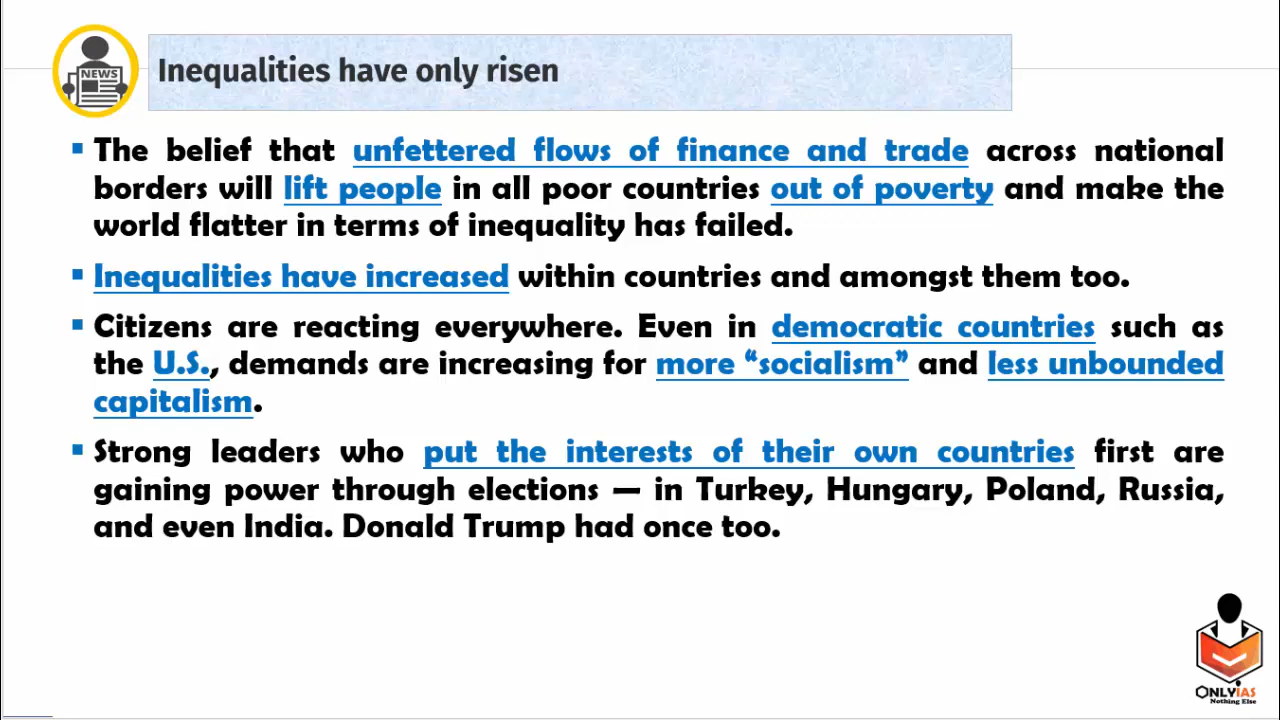 NEWS
Inequalities have only risen
▪ The belief that unfettered flows of finance and trade across national
borders will lift people in all poor countries out of poverty and make the
world flatter in terms of inequality has failed.
▪ Inequalities have increased within countries and amongst them too.
▪ Citizens are reacting everywhere. Even in democratic countries such as
the U.S., demands are increasing for more “socialism” and less unbounded
capitalism.
▪ Strong leaders who put the interests of their own countries first are
gaining power through elections — in Turkey, Hungary, Poland, Russia,
and even India. Donald Trump had once too.
ONLYIAS
Nothing Else